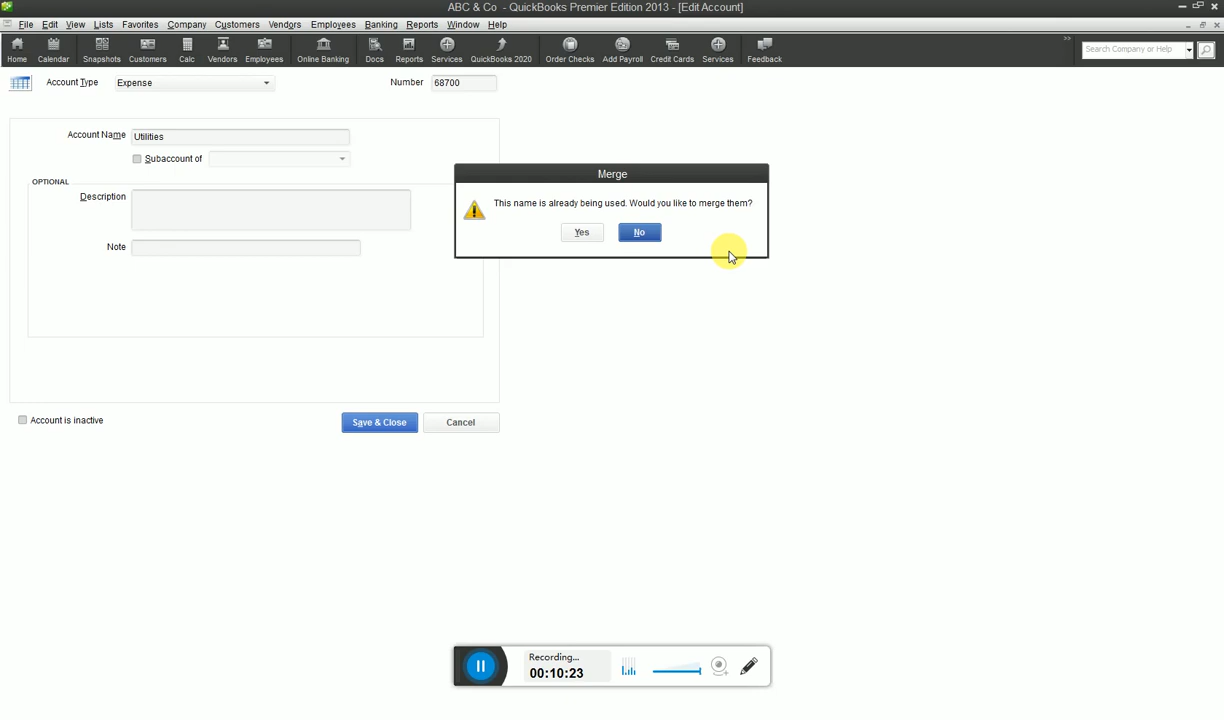 ABC & Co - QuickBooks Premier Edition 2013 - [Edit Account]
File Edit View Lists Favorites Company Customers Vendors Employees Banking Reports Window Help
Home Calendar Snapshots Customers Calc Vendors Employees Online Banking Docs Reports Services QuickBooks 2020 Order Checks Add Payroll Credit Cards Services Feedback
Search Company or Help
Account Type Expense Number 68700
Account Name Utilities
Subaccount of
OPTIONAL
Description
Note
Merge
This name is already being used. Would you like to merge them?
Yes No
Account is inactive Save & Close Cancel
Recording...
00:10:23